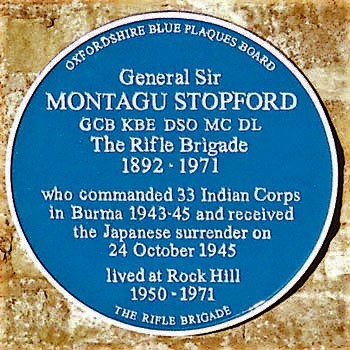 OXFORDSHIRE BLUE PLAQUES BOARD
General Sir
MONTAGU STOPFORD
GCB KBE DSO MC DL
The Rifle Brigade
1892 - 1971
who commanded 33 Indian Corps
in Burma 1943-45 and received
the Japanese surrender on
24 October 1945
lived at Rock Hill
1950 - 1971
THE RIFLE BRIGADE